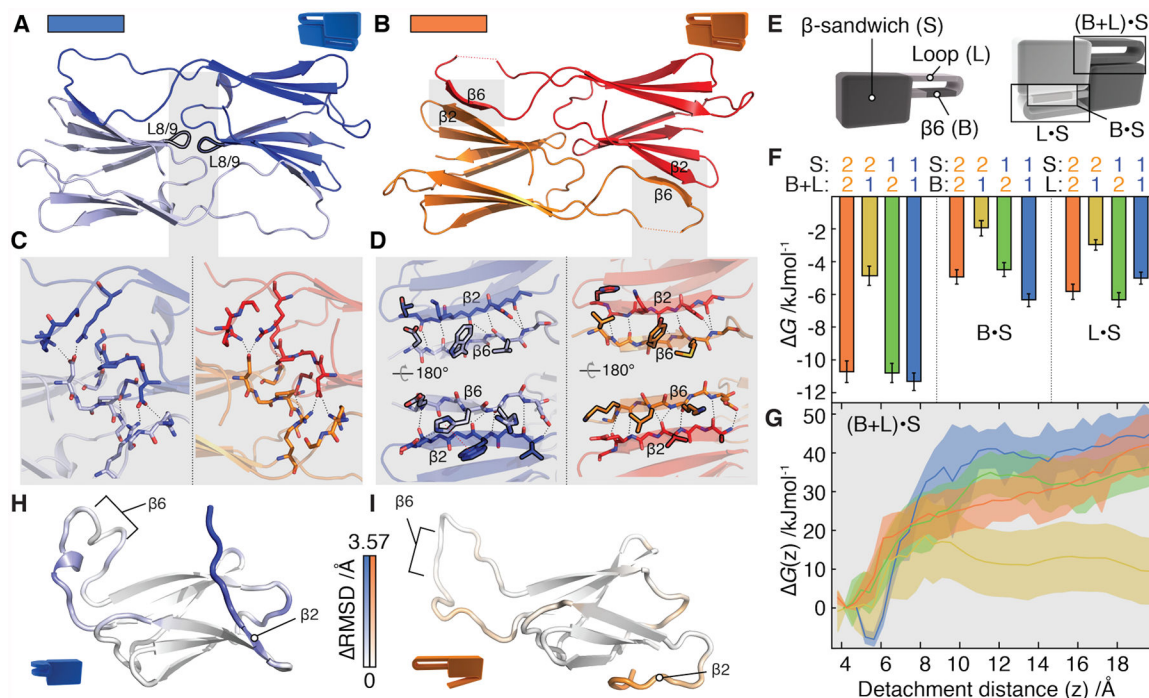 A
B
E
β-sandwich (S)
Loop (L)
β6 (B)
(B+L)•S
L•S
B•S
L8/9
L8/9
β6
β2
β2
β6
F
S: 2 2 1 1 S: 2 2 1 1 S: 2 2 1 1
B+L: 2 1 2 1 B: 2 1 2 1 L: 2 1 2 1
-2
-4
-6
-8
-10
-12
ΔG /kJmol-1
B•S
L•S
C
D
β2
β6
180°
β6
β2
β2
β6
180°
β6
β2
G
(B+L)•S
50
40
30
20
10
0
ΔG(z) /kJmol-1
4 6 8 10 12 14 16 18
Detachment distance (z) /Å
H
β6
β2
3.57
ΔRMSD /Å
0
I
β6
β2